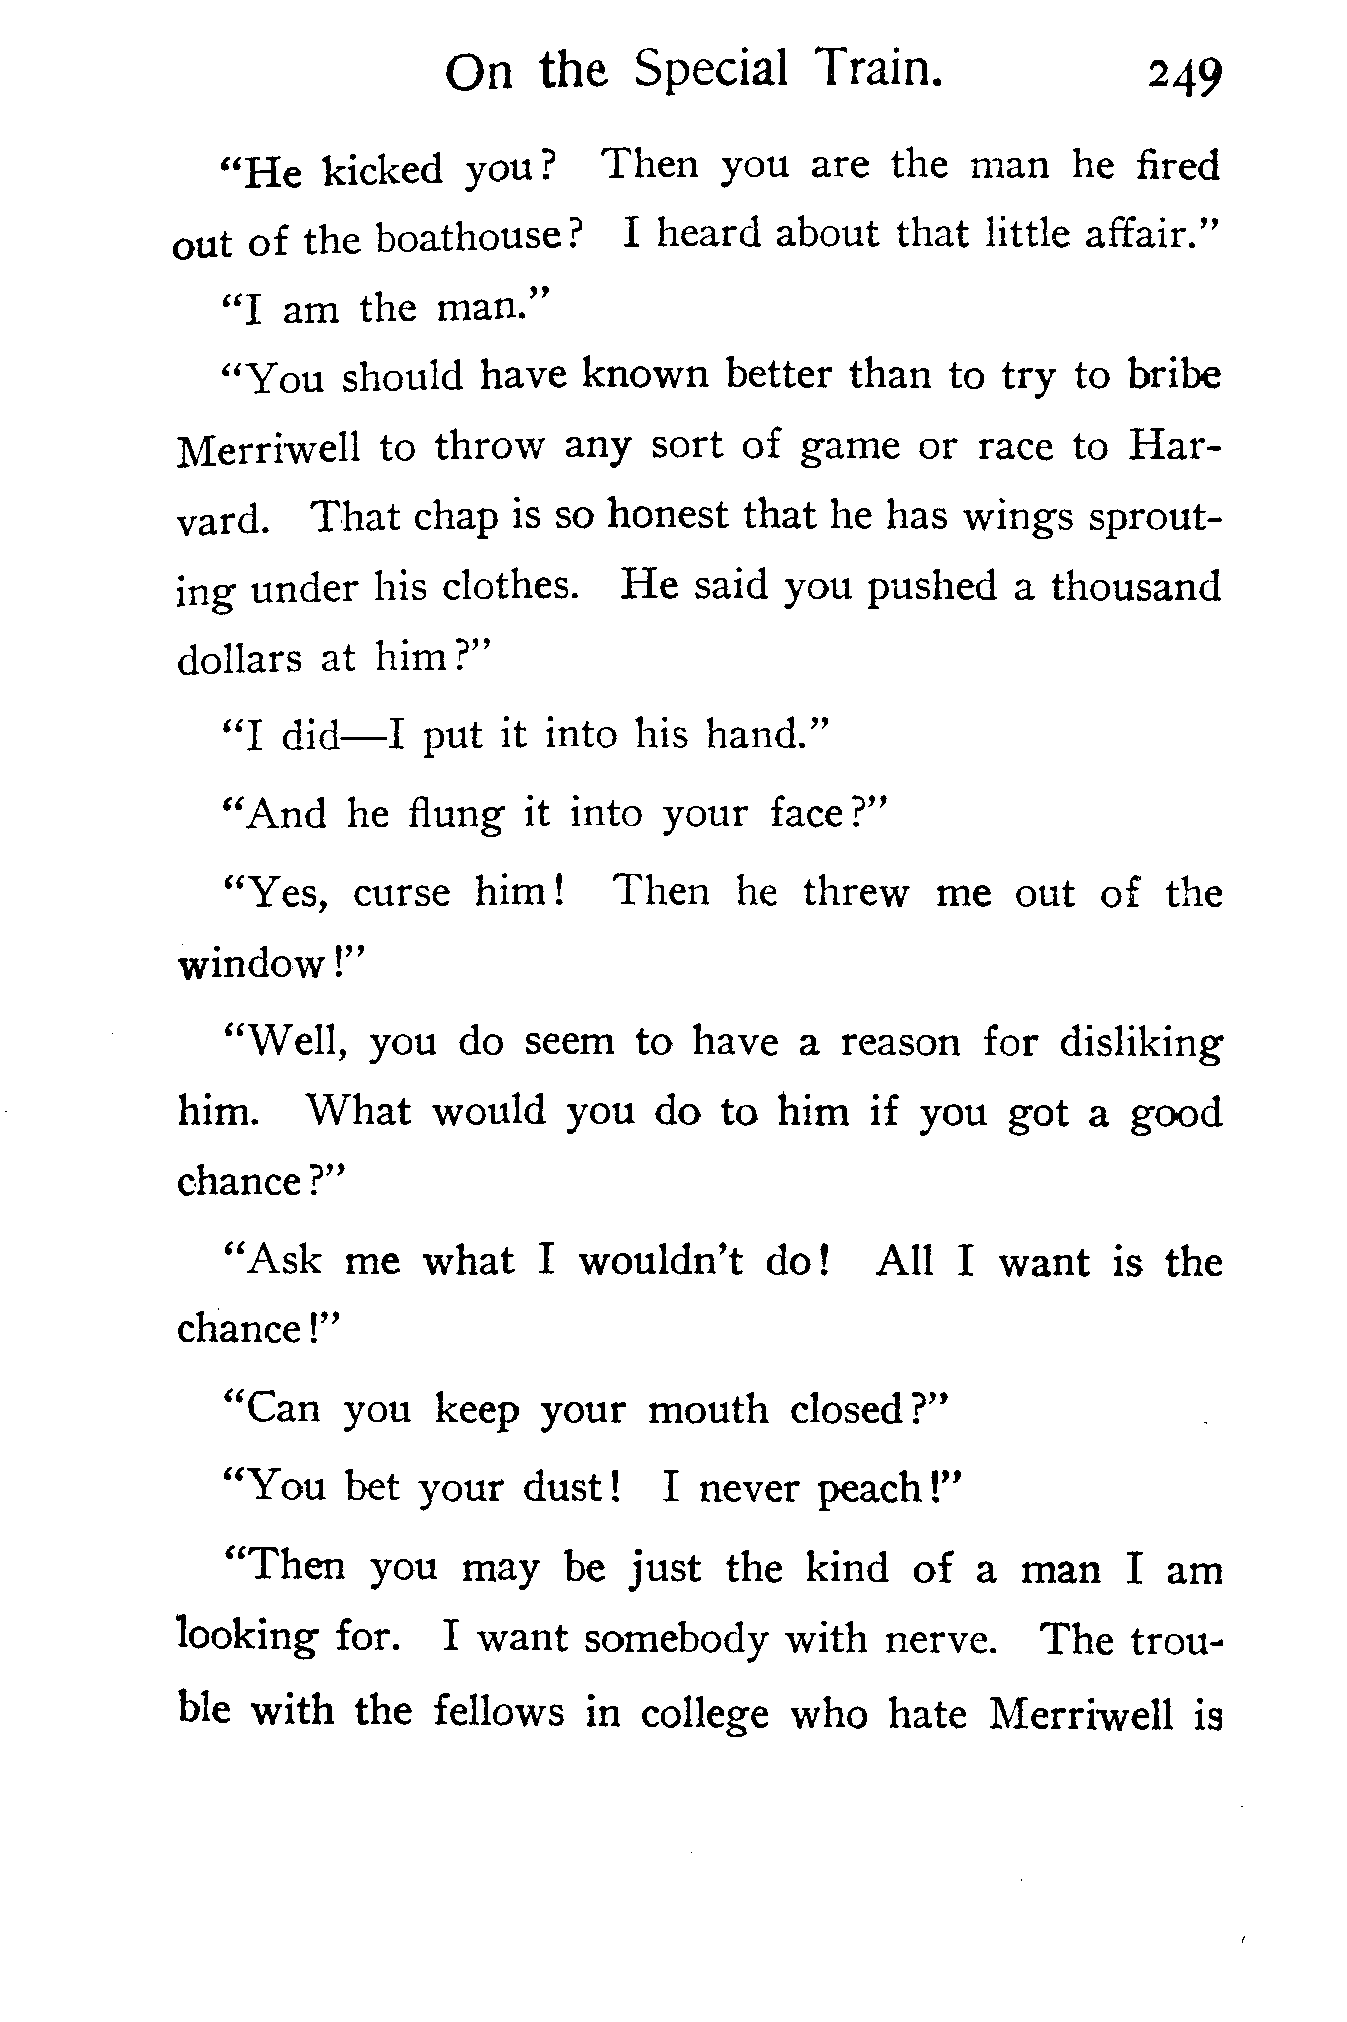 On the Special Train. 249
“He kicked you? Then you are the man he fired
out of the boathouse? I heard about that little affair.”
“I am the man.”
“You should have known better than to try to bribe
Merriwell to throw any sort of game or race to Har-
vard. That chap is so honest that he has wings sprout-
ing under his clothes. He said you pushed a thousand
dollars at him?”
“I did—I put it into his hand.”
“And he flung it into your face?”
“Yes, curse him! Then he threw me out of the
window!”
“Well, you do seem to have a reason for disliking
him. What would you do to him if you got a good
chance?”
“Ask me what I wouldn’t do! All I want is the
chance!”
“Can you keep your mouth closed?”
“You bet your dust! I never peach!”
“Then you may be just the kind of a man I am
looking for. I want somebody with nerve. The trou-
ble with the fellows in college who hate Merriwell is